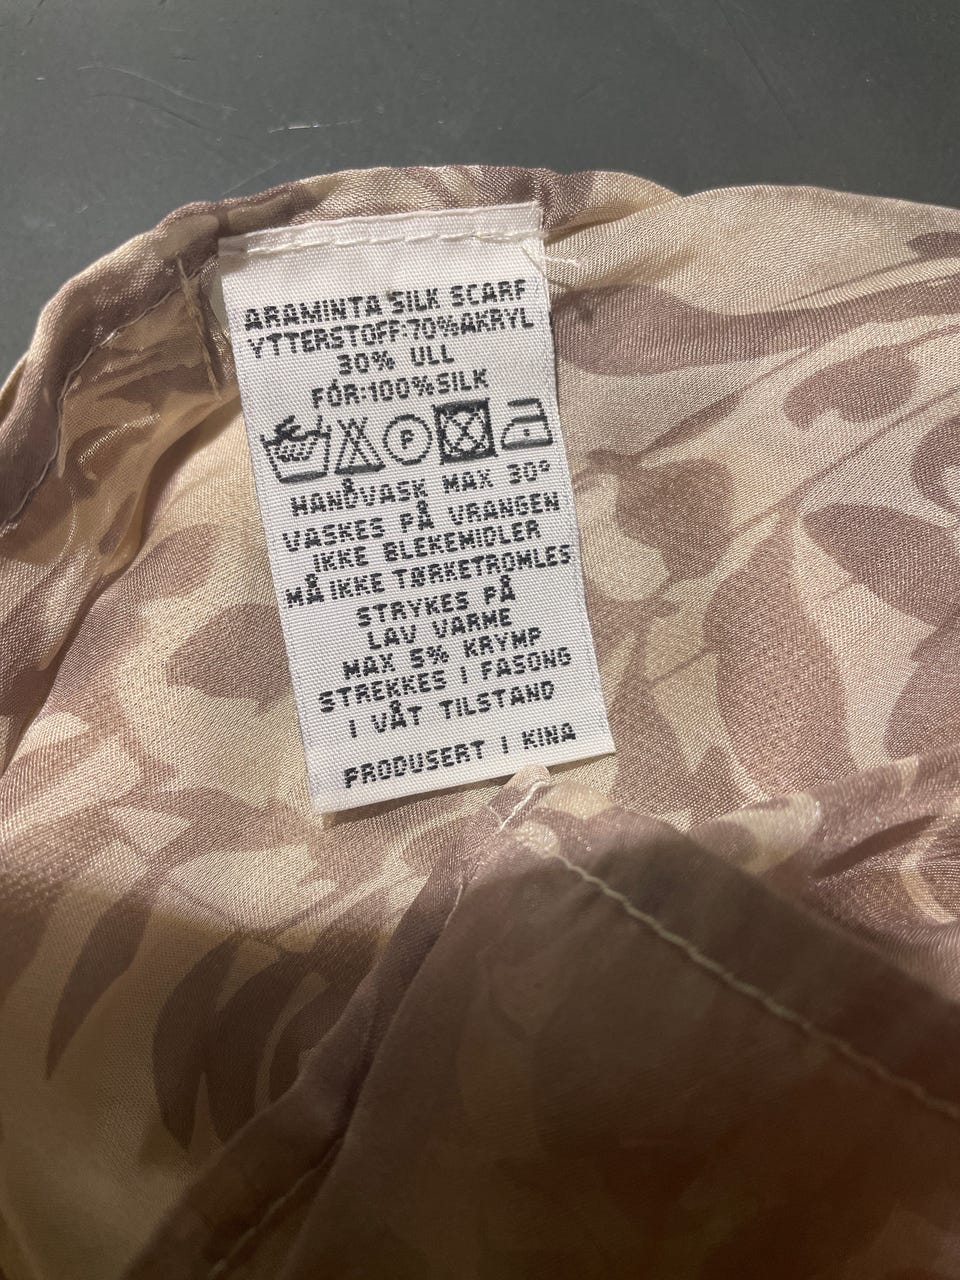 ARAMINTA SILK SCARF
YTTERSTOFF:70%AKRYL
30% ULL
FÓR:100%SILK
P
HANDVASK MAX 30°
VASKES PÅ VRANGEN
IKKE BLEKEMIDLER
MÅ IKKE TØRKETROMLES
STRYKES PÅ
LAV VARME
MAX 5% KRYMP
STREKKES I FASONG
I VÅT TILSTAND
PRODUSERT I KINA